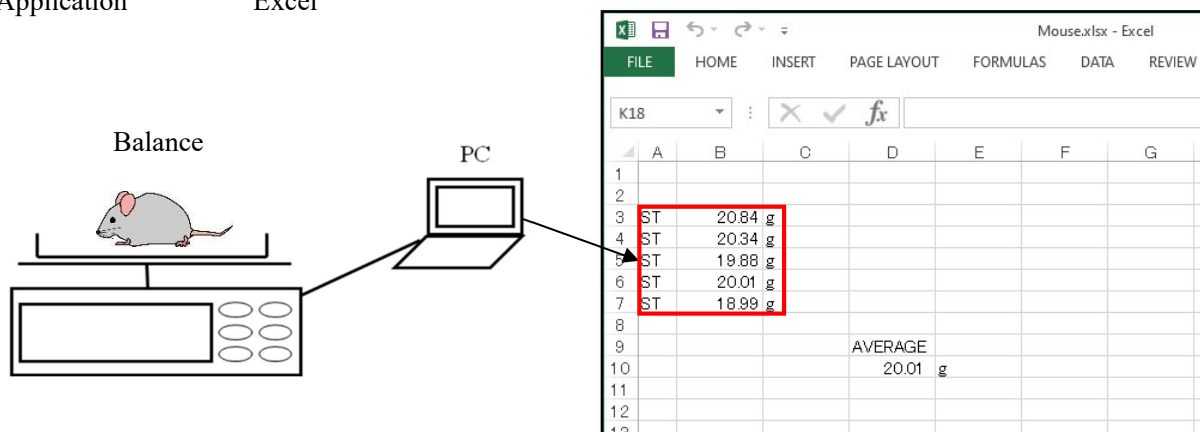 Application Excel
Balance
PC
Mouse.xlsx - Excel
FILE HOME INSERT PAGE LAYOUT FORMULAS DATA REVIEW
K18 fx
A B C D E F G
1
2
3 ST 20.84 g
4 ST 20.34 g
5 ST 19.88 g
6 ST 20.01 g
7 ST 18.99 g
8
9 AVERAGE
10 20.01 g
11
12
13